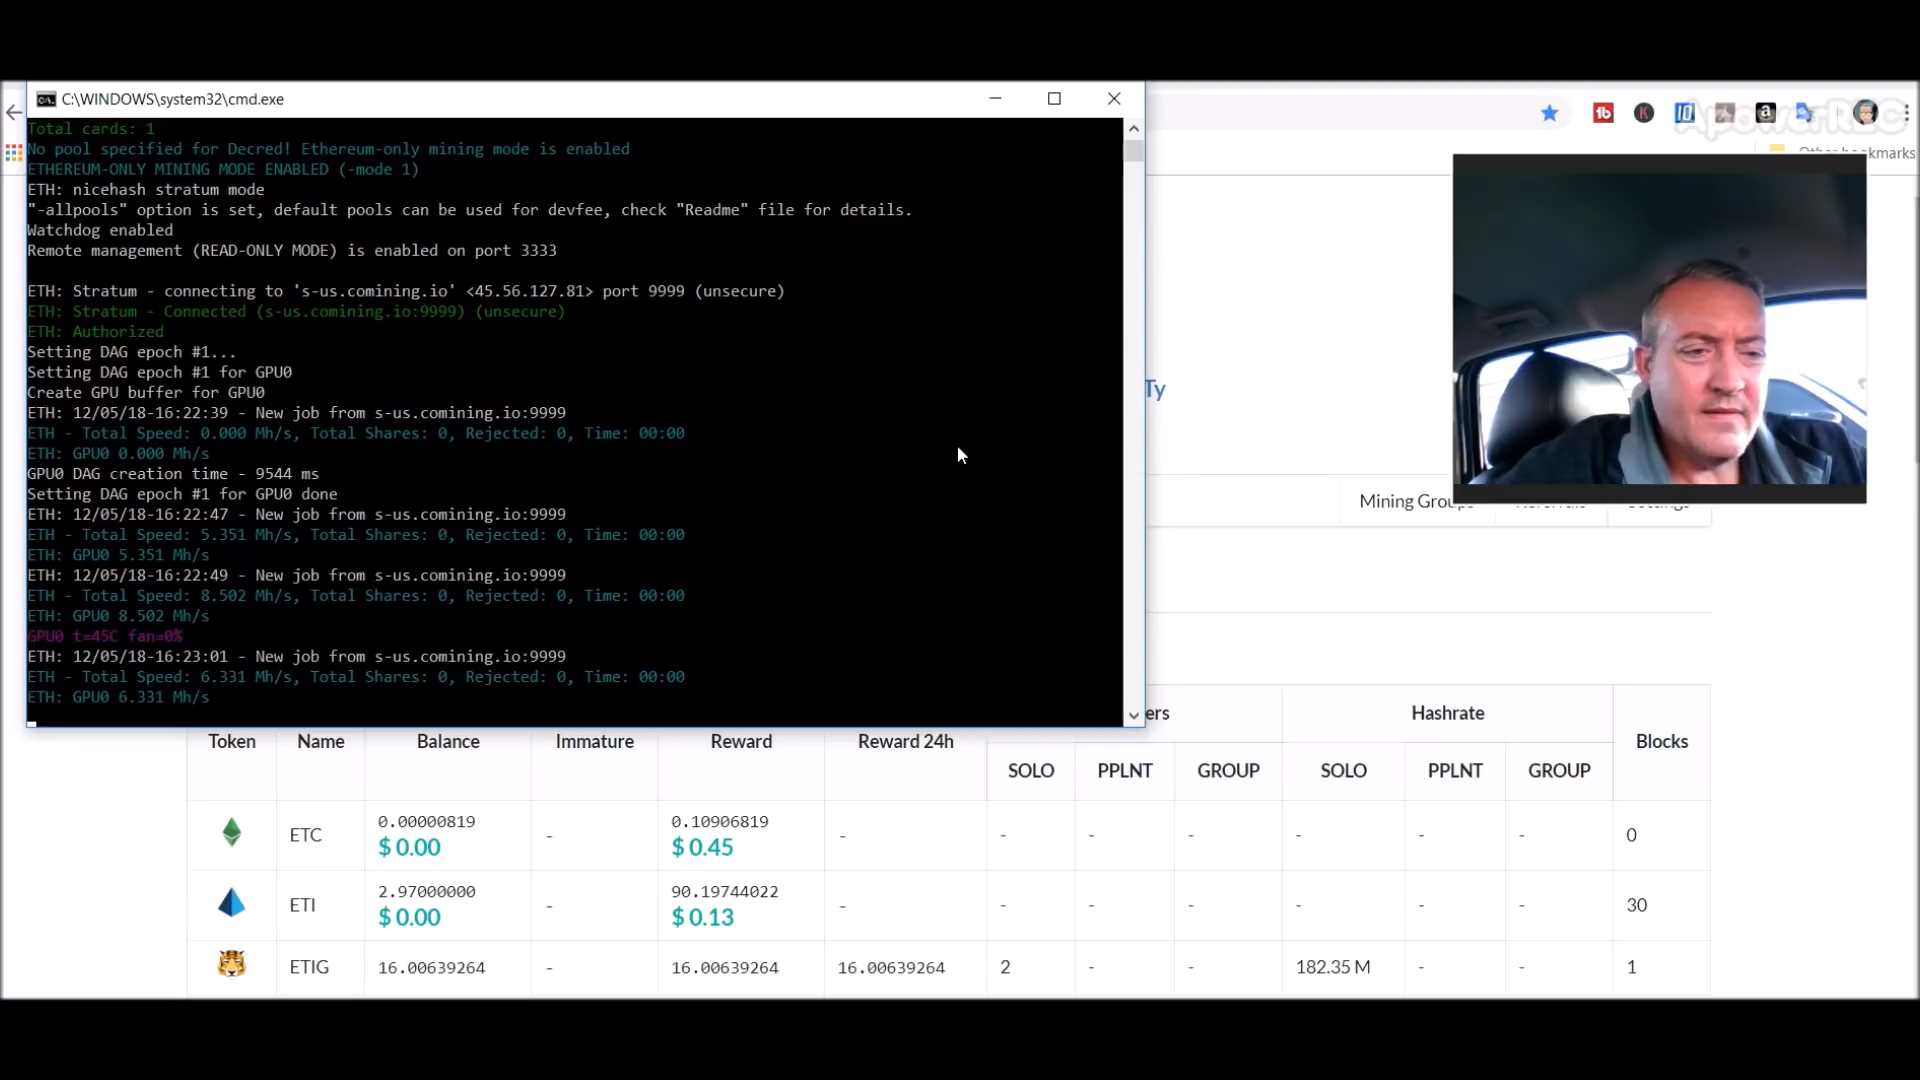 C:\WINDOWS\system32\cmd.exe
Total cards: 1
No pool specified for Decred! Ethereum-only mining mode is enabled
ETHEREUM-ONLY MINING MODE ENABLED (-mode 1)
ETH: nicehash stratum mode
"-allpools" option is set, default pools can be used for devfee, check "Readme" file for details.
Watchdog enabled
Remote management (READ-ONLY MODE) is enabled on port 3333
ETH: Stratum - connecting to 's-us.comining.io' <45.56.127.81> port 9999 (unsecure)
ETH: Stratum - Connected (s-us.comining.io:9999) (unsecure)
ETH: Authorized
Setting DAG epoch #1...
Setting DAG epoch #1 for GPU0
Create GPU buffer for GPU0
ETH: 12/05/18-16:22:39 - New job from s-us.comining.io:9999
ETH - Total Speed: 0.000 Mh/s, Total Shares: 0, Rejected: 0, Time: 00:00
ETH: GPU0 0.000 Mh/s
GPU0 DAG creation time - 9544 ms
Setting DAG epoch #1 for GPU0 done
ETH: 12/05/18-16:22:47 - New job from s-us.comining.io:9999
ETH - Total Speed: 5.351 Mh/s, Total Shares: 0, Rejected: 0, Time: 00:00
ETH: GPU0 5.351 Mh/s
ETH: 12/05/18-16:22:49 - New job from s-us.comining.io:9999
ETH - Total Speed: 8.502 Mh/s, Total Shares: 0, Rejected: 0, Time: 00:00
ETH: GPU0 8.502 Mh/s
GPU0 t=45C fan=0%
ETH: 12/05/18-16:23:01 - New job from s-us.comining.io:9999
ETH - Total Speed: 6.331 Mh/s, Total Shares: 0, Rejected: 0, Time: 00:00
ETH: GPU0 6.331 Mh/s
ApowerREC
Other bookmarks
Ty
Mining Groups Referrals Settings
ers Hashrate
Token Name Balance Immature Reward Reward 24h Blocks
SOLO PPLNT GROUP SOLO PPLNT GROUP
ETC 0.00000819 - 0.10906819 - - - - - - - 0
$ 0.00 $ 0.45
ETI 2.97000000 - 90.19744022 - - - - - - - 30
$ 0.00 $ 0.13
ETIG 16.00639264 - 16.00639264 16.00639264 2 - - 182.35 M - - 1